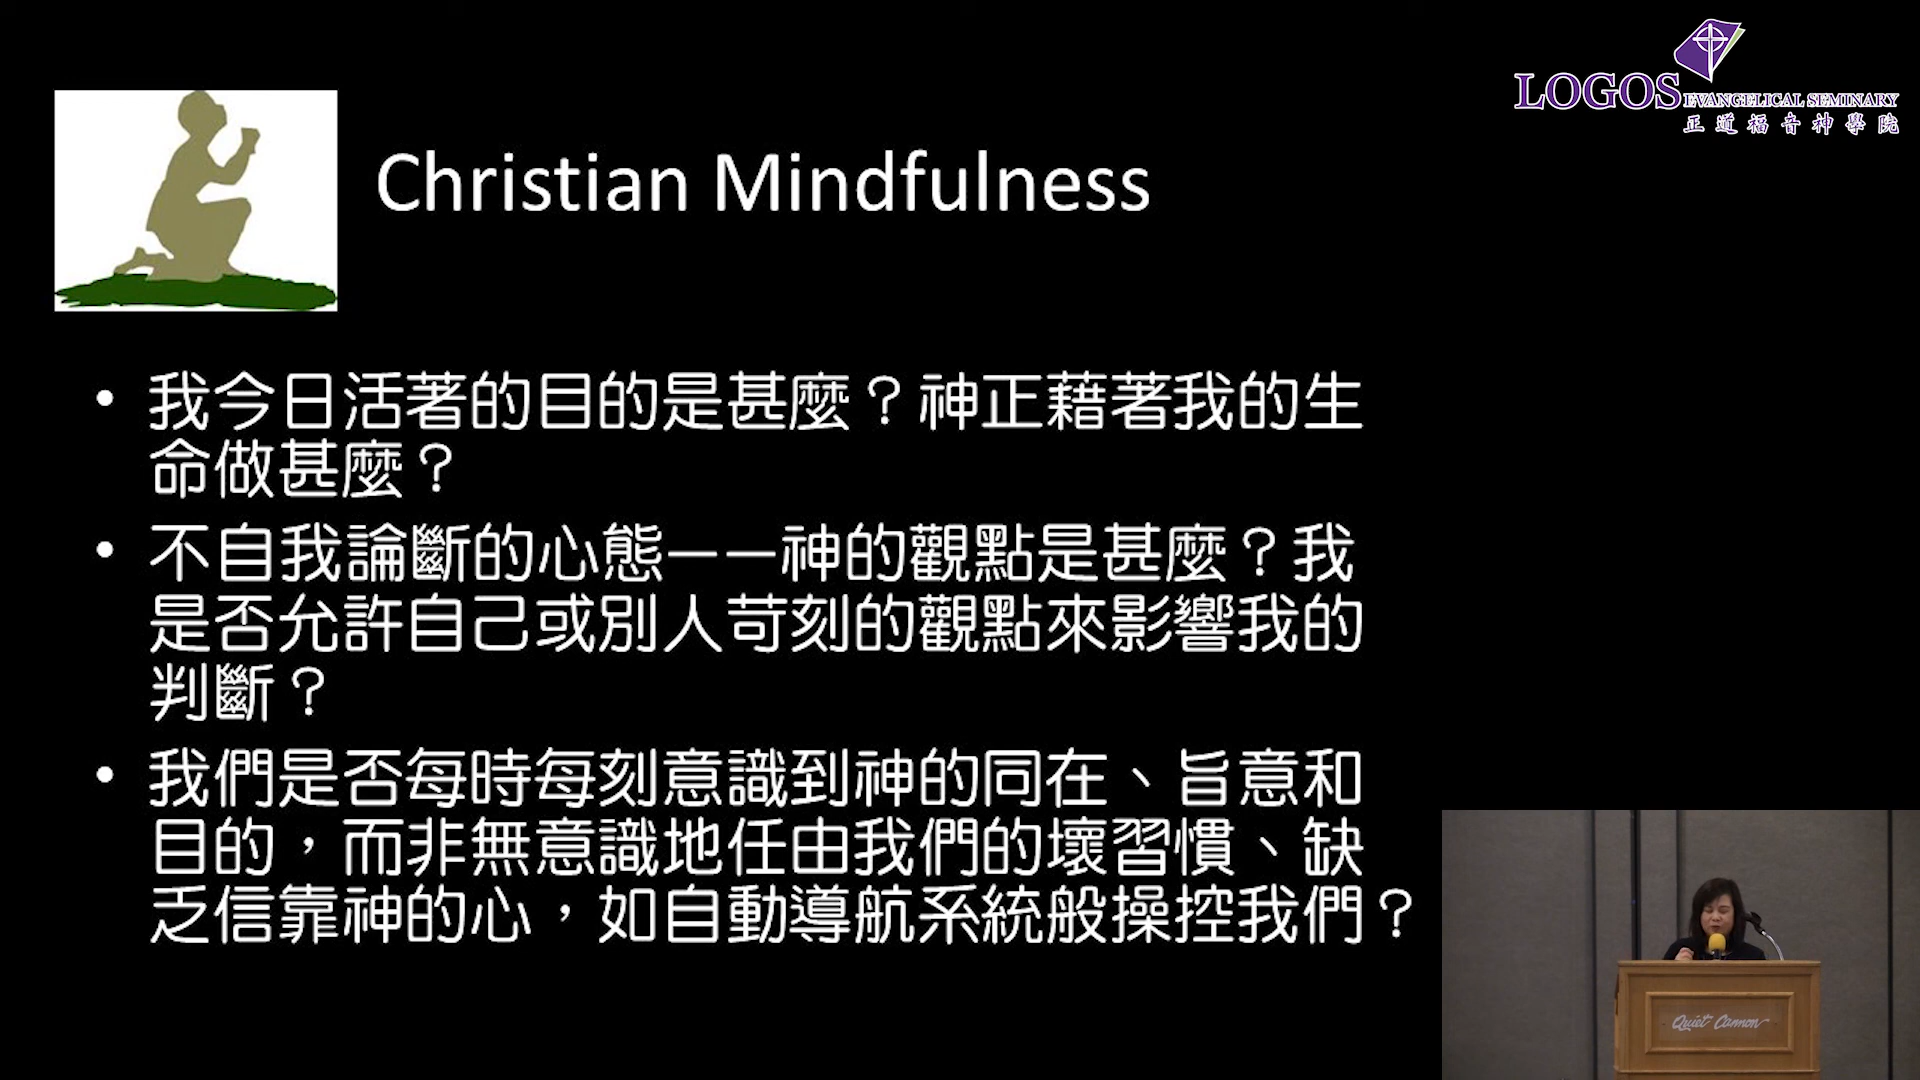 LOGOS EVANGELICAL SEMINARY
正道福音神學院
Christian Mindfulness
• 我今日活著的目的是甚麼？神正藉著我的生
命做甚麼？
• 不自我論斷的心態——神的觀點是甚麼？我
是否允許自己或別人苛刻的觀點來影響我的
判斷？
• 我們是否每時每刻意識到神的同在、旨意和
目的，而非無意識地任由我們的壞習慣、缺
乏信靠神的心，如自動導航系統般操控我們？
Quiet Cannon